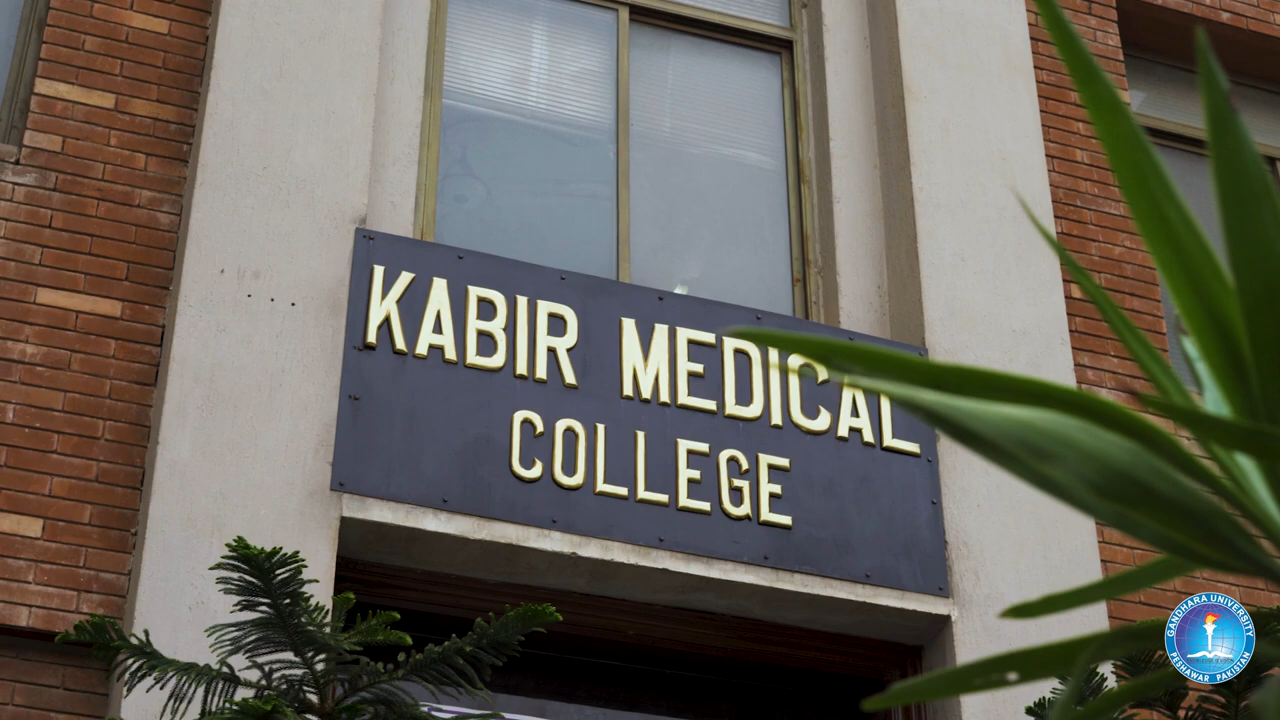 KABIR MEDICAL
COLLEGE
GANDHARA UNIVERSITY
PESHAWAR PAKISTAN